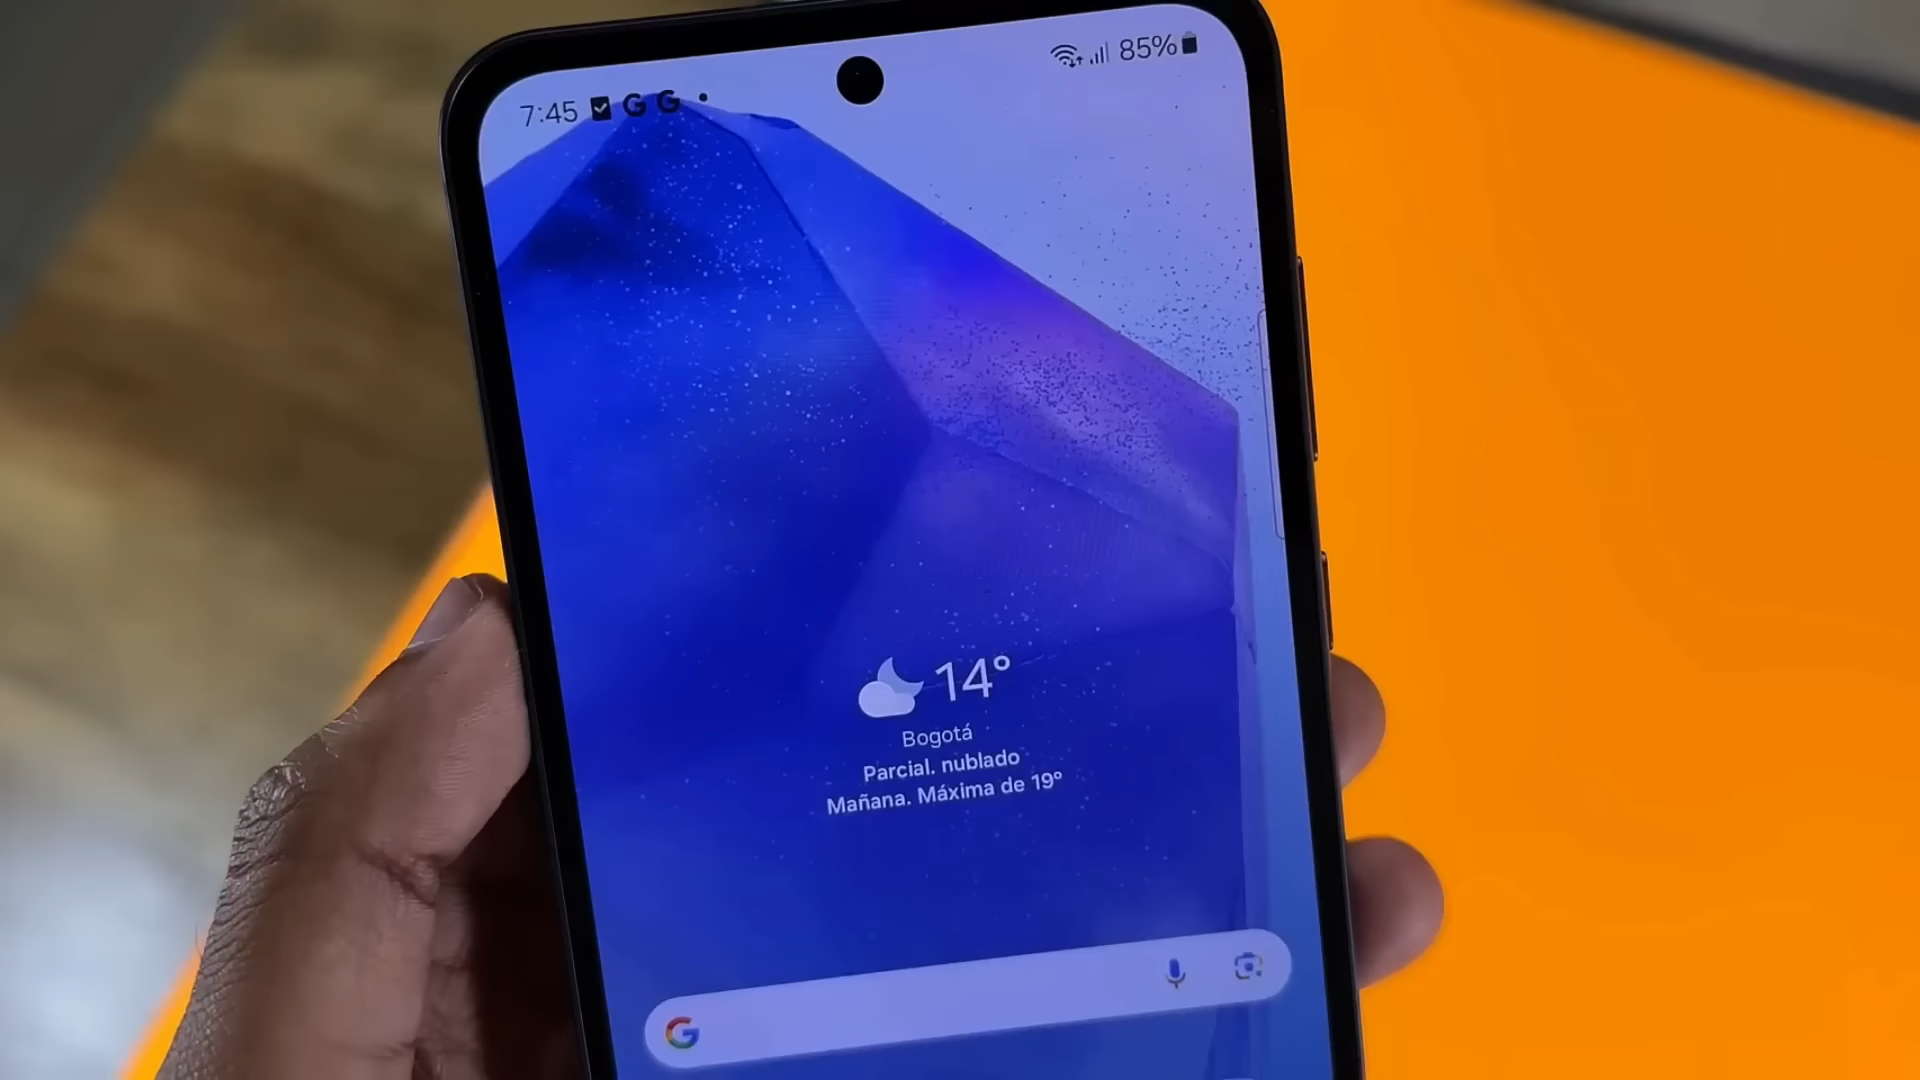 7:45 G G
85%
14°
Bogotá
Parcial. nublado
Mañana. Máxima de 19°
G